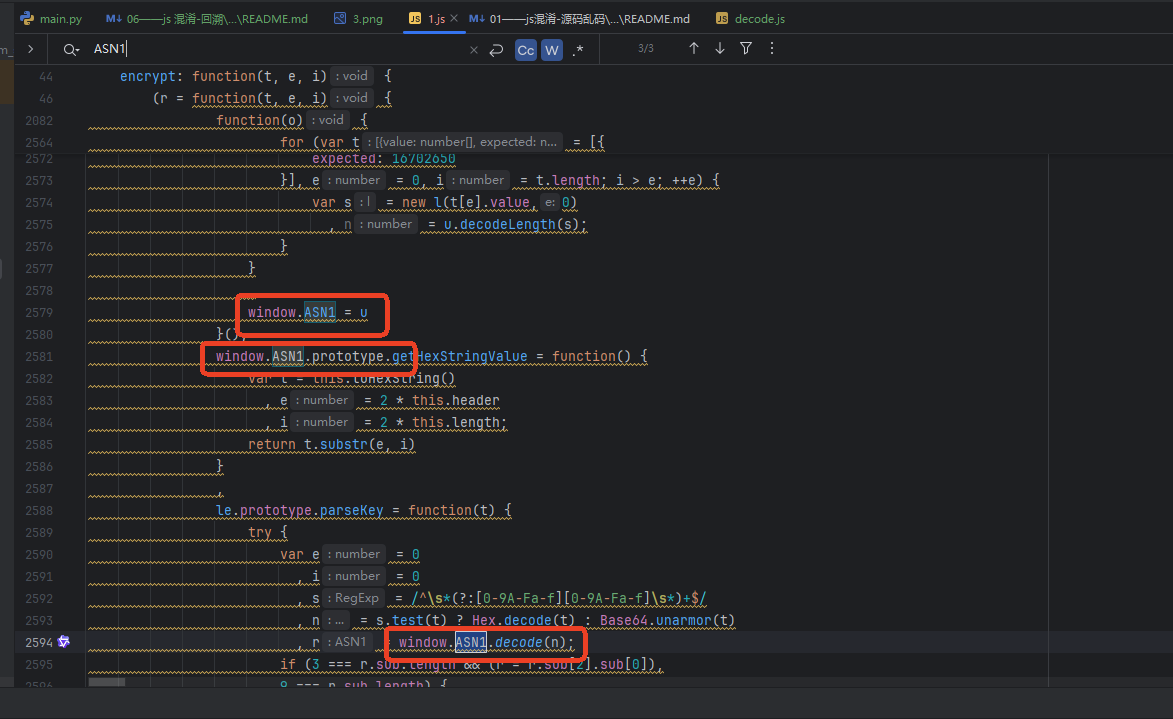 main.py
06——js 混淆-回溯\...\README.md
3.png
1.js
01——js混淆-源码乱码\...\README.md
decode.js
ASN1
Cc
W
.*
3/3
44 encrypt: function(t, e, i) : void {
46 (r = function(t, e, i) : void {
2082 function(o) : void {
2564 for (var t : [{value: number[], expected: n... = [{
2572 expected: 16702650
2573 }], e : number = 0, i : number = t.length; i > e; ++e) {
2574 var s : l = new l(t[e].value, e: 0)
2575 , n : number = u.decodeLength(s);
2576 }
2577 }
2578
2579 window.ASN1 = u
2580 }(),
2581 window.ASN1.prototype.getHexStringValue = function() {
2582 var t = this.toHexString()
2583 , e : number = 2 * this.header
2584 , i : number = 2 * this.length;
2585 return t.substr(e, i)
2586 }
2587 ,
2588 le.prototype.parseKey = function(t) {
2589 try {
2590 var e : number = 0
2591 , i : number = 0
2592 , s : RegExp = /^\s*(?:[0-9A-Fa-f][0-9A-Fa-f]\s*)+$/
2593 , n : ... = s.test(t) ? Hex.decode(t) : Base64.unarmor(t)
2594 , r : ASN1 = window.ASN1.decode(n);
2595 if (3 === r.sub.length && (r = r.sub[2].sub[0]),
2596 9 === r.sub.length) {